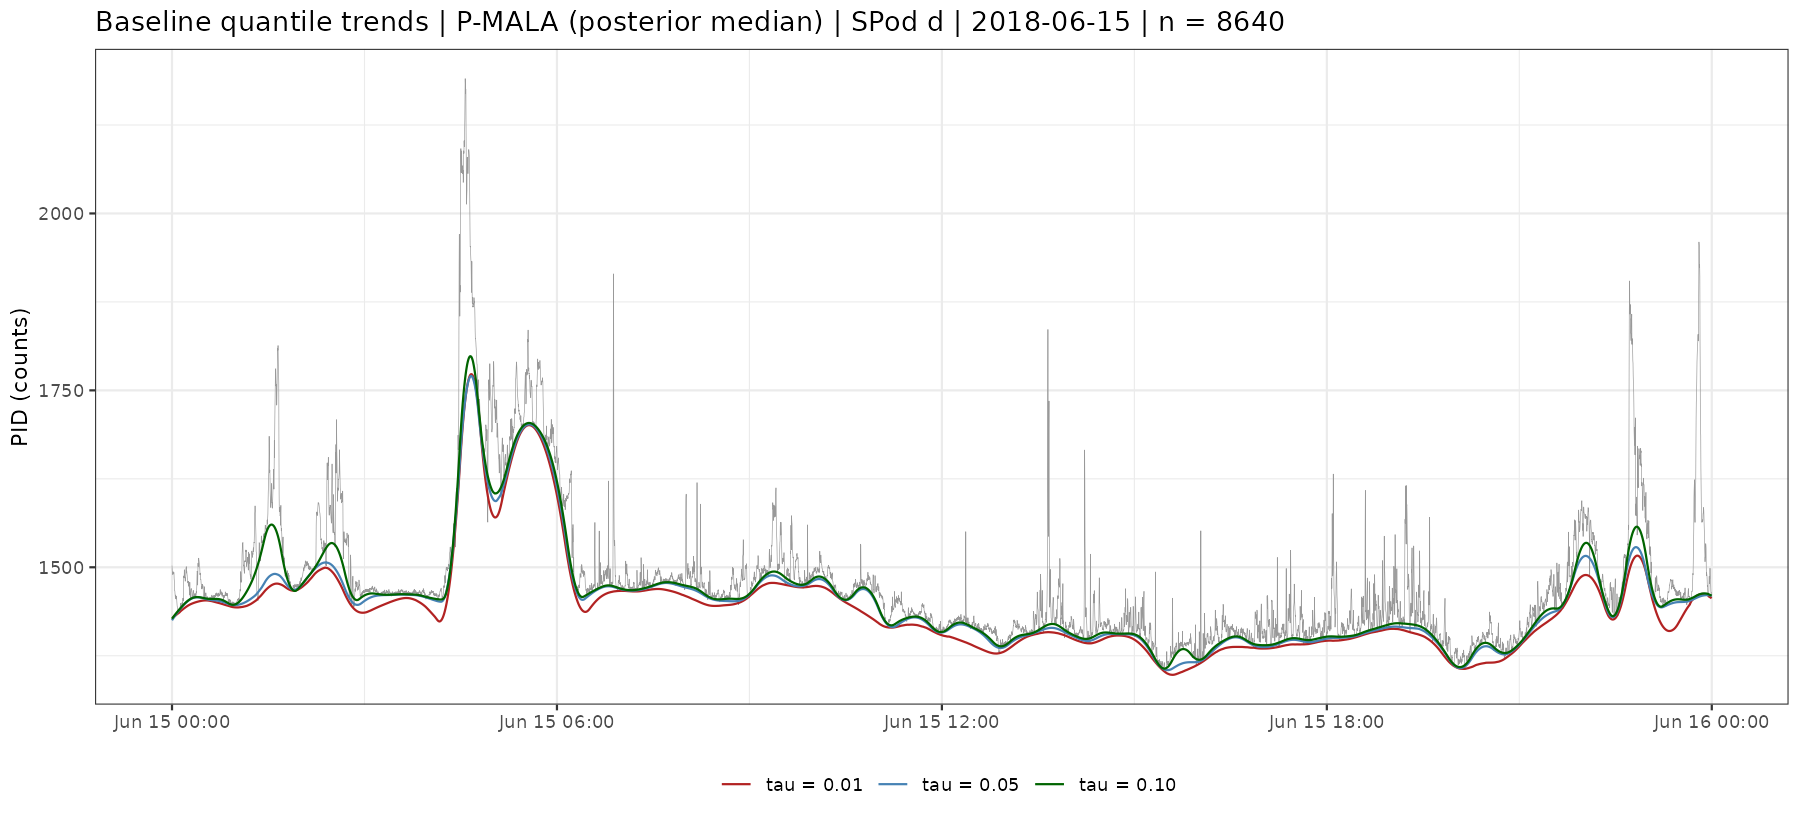 Baseline quantile trends | P-MALA (posterior median) | SPod d | 2018-06-15 | n = 8640
PID (counts)
2000
1750
1500
Jun 15 00:00 Jun 15 06:00 Jun 15 12:00 Jun 15 18:00 Jun 16 00:00
tau = 0.01 tau = 0.05 tau = 0.10